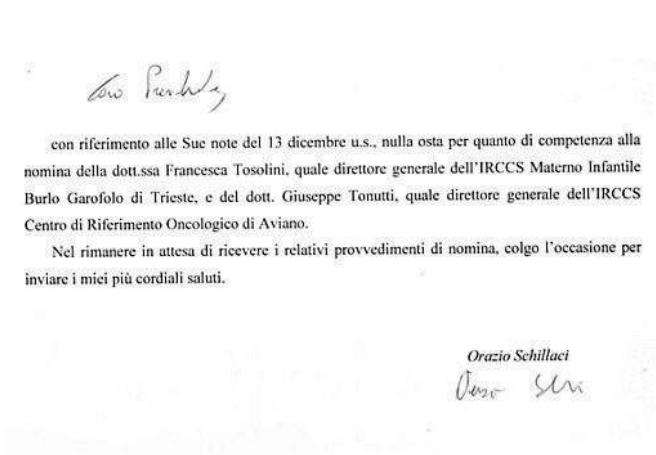 Caro Presidente,
con riferimento alle Sue note del 13 dicembre u.s., nulla osta per quanto di competenza alla
nomina della dott.ssa Francesca Tosolini, quale direttore generale dell'IRCCS Materno Infantile
Burlo Garofolo di Trieste, e del dott. Giuseppe Tonutti, quale direttore generale dell'IRCCS
Centro di Riferimento Oncologico di Aviano.
Nel rimanere in attesa di ricevere i relativi provvedimenti di nomina, colgo l'occasione per
inviare i miei più cordiali saluti.
Orazio Schillaci